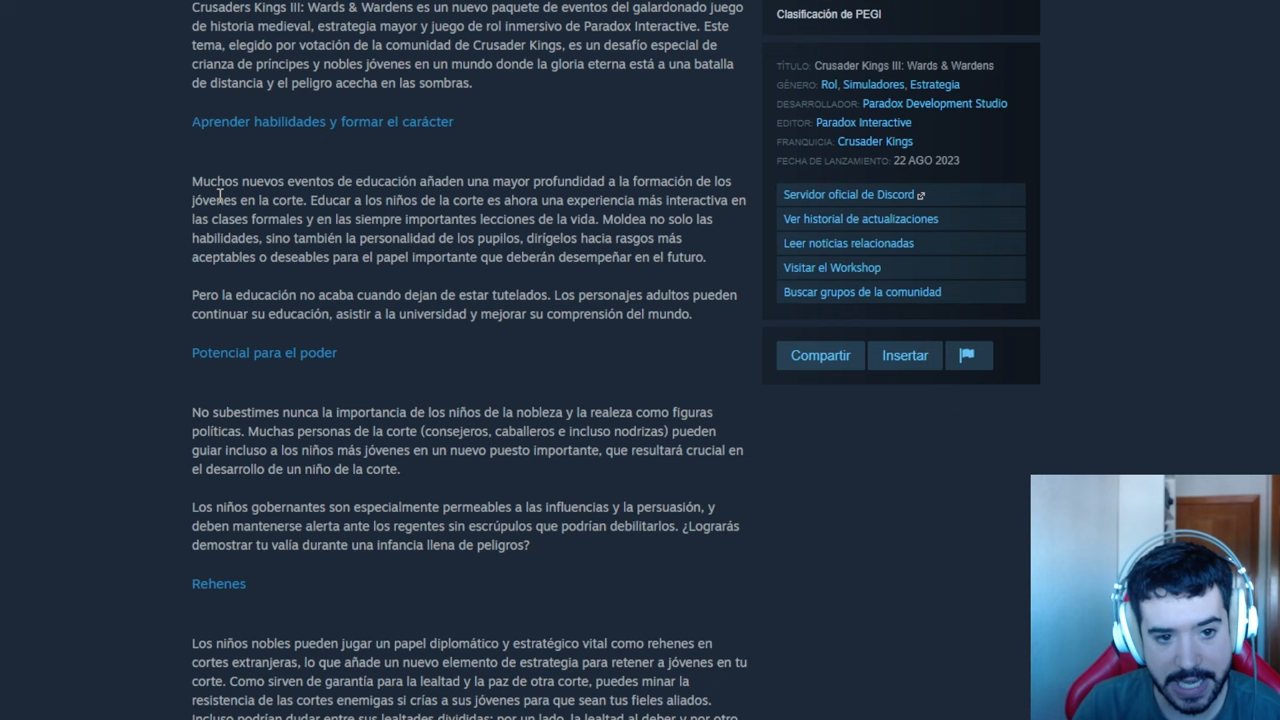 Crusaders Kings III: Wards & Wardens es un nuevo paquete de eventos del galardonado juego
de historia medieval, estrategia mayor y juego de rol inmersivo de Paradox Interactive. Este
tema, elegido por votación de la comunidad de Crusader Kings, es un desafío especial de
crianza de príncipes y nobles jóvenes en un mundo donde la gloria eterna está a una batalla
de distancia y el peligro acecha en las sombras.
Aprender habilidades y formar el carácter
Muchos nuevos eventos de educación añaden una mayor profundidad a la formación de los
jóvenes en la corte. Educar a los niños de la corte es ahora una experiencia más interactiva en
las clases formales y en las siempre importantes lecciones de la vida. Moldea no solo las
habilidades, sino también la personalidad de los pupilos, dirígelos hacia rasgos más
aceptables o deseables para el papel importante que deberán desempeñar en el futuro.
Pero la educación no acaba cuando dejan de estar tutelados. Los personajes adultos pueden
continuar su educación, asistir a la universidad y mejorar su comprensión del mundo.
Potencial para el poder
No subestimes nunca la importancia de los niños de la nobleza y la realeza como figuras
políticas. Muchas personas de la corte (consejeros, caballeros e incluso nodrizas) pueden
guiar incluso a los niños más jóvenes en un nuevo puesto importante, que resultará crucial en
el desarrollo de un niño de la corte.
Los niños gobernantes son especialmente permeables a las influencias y la persuasión, y
deben mantenerse alerta ante los regentes sin escrúpulos que podrían debilitarlos. ¿Lograrás
demostrar tu valía durante una infancia llena de peligros?
Rehenes
Los niños nobles pueden jugar un papel diplomático y estratégico vital como rehenes en
cortes extranjeras, lo que añade un nuevo elemento de estrategia para retener a jóvenes en tu
corte. Como sirven de garantía para la lealtad y la paz de otra corte, puedes minar la
resistencia de las cortes enemigas si crías a sus jóvenes para que sean tus fieles aliados.
Incluso podrían dudar entre sus lealtades divididas: por un lado, la lealtad al deber y por otro
Clasificación de PEGI
TÍTULO: Crusader Kings III: Wards & Wardens
GÉNERO: Rol, Simuladores, Estrategia
DESARROLLADOR: Paradox Development Studio
EDITOR: Paradox Interactive
FRANQUICIA: Crusader Kings
FECHA DE LANZAMIENTO: 22 AGO 2023
Servidor oficial de Discord
Ver historial de actualizaciones
Leer noticias relacionadas
Visitar el Workshop
Buscar grupos de la comunidad
Compartir
Insertar